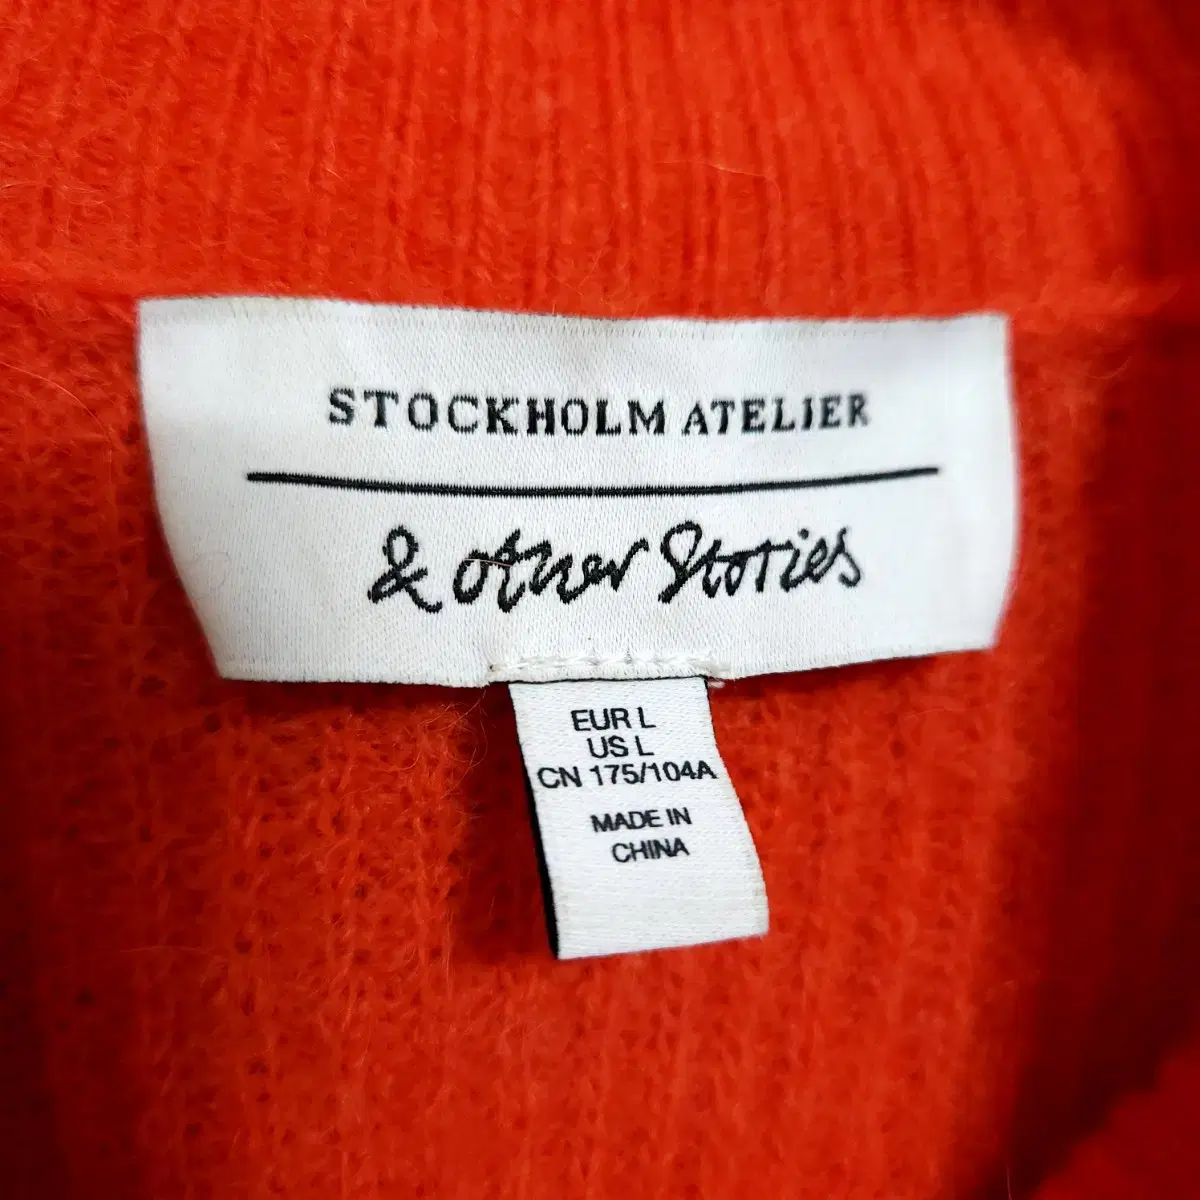 STOCKHOLM ATELIER
& other Stories
EUR L
US L
CN 175/104A
MADE IN
CHINA